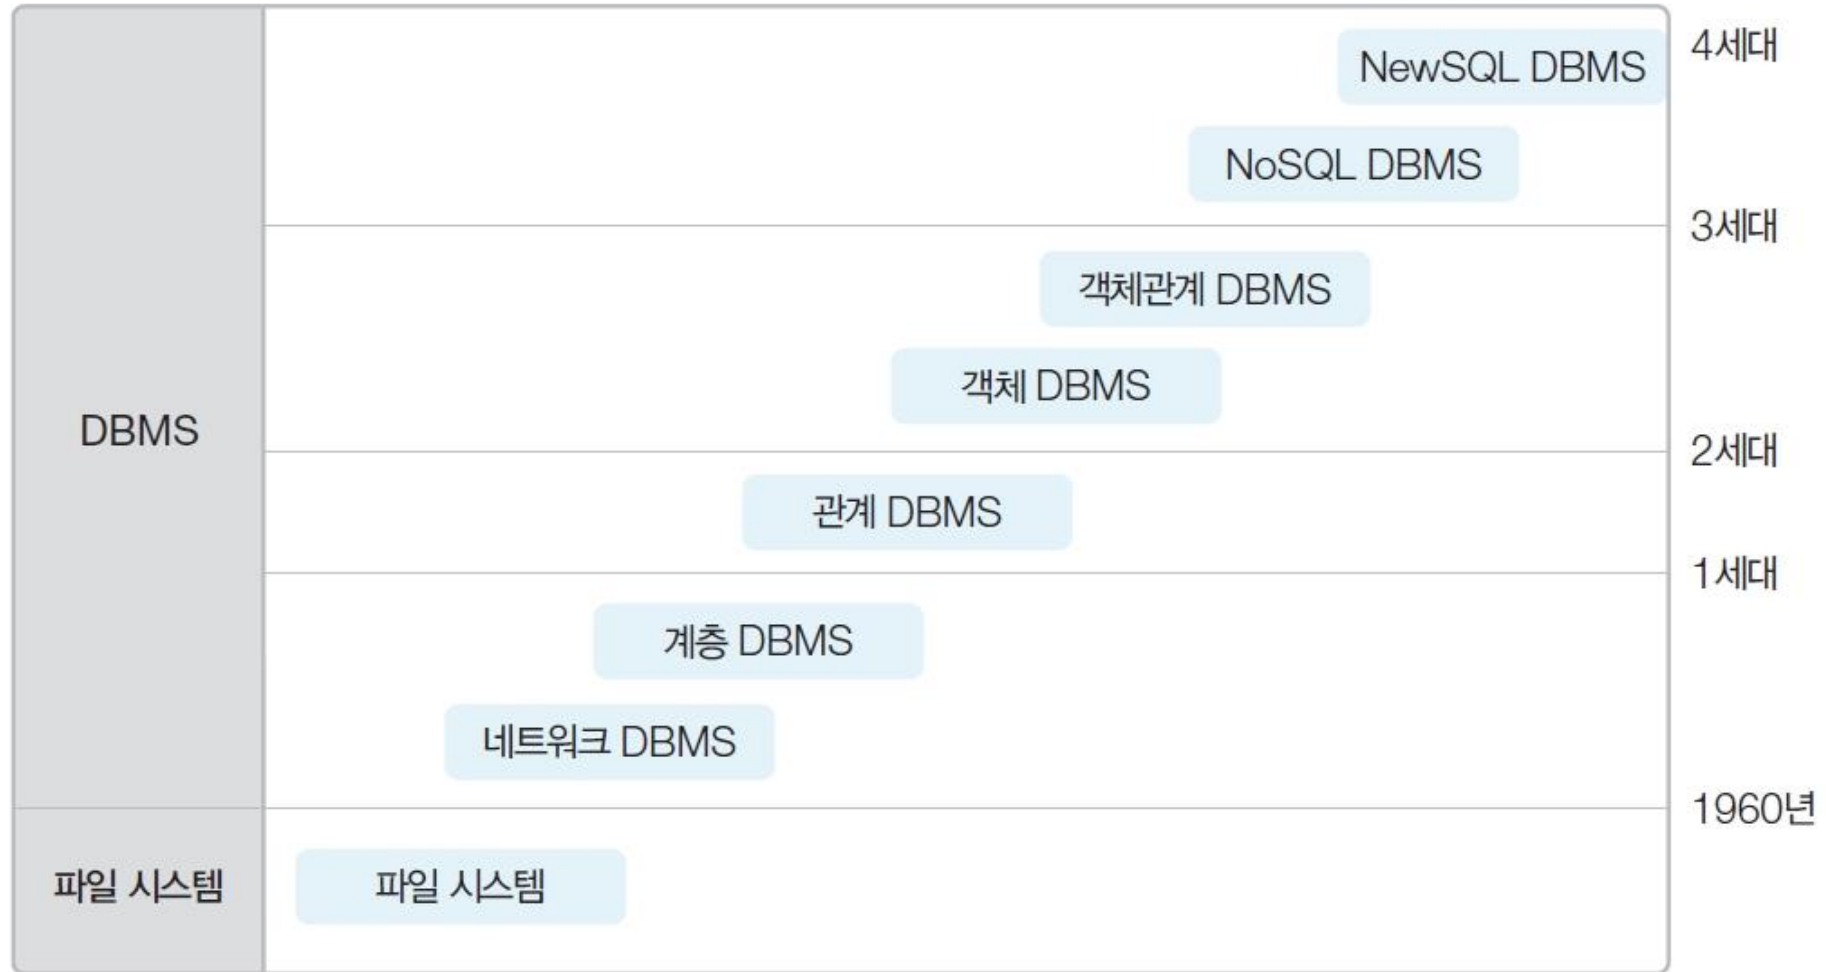 4세대
NewSQL DBMS
NoSQL DBMS
3세대
객체관계 DBMS
객체 DBMS
DBMS
2세대
관계 DBMS
1세대
계층 DBMS
네트워크 DBMS
1960년
파일 시스템
파일 시스템